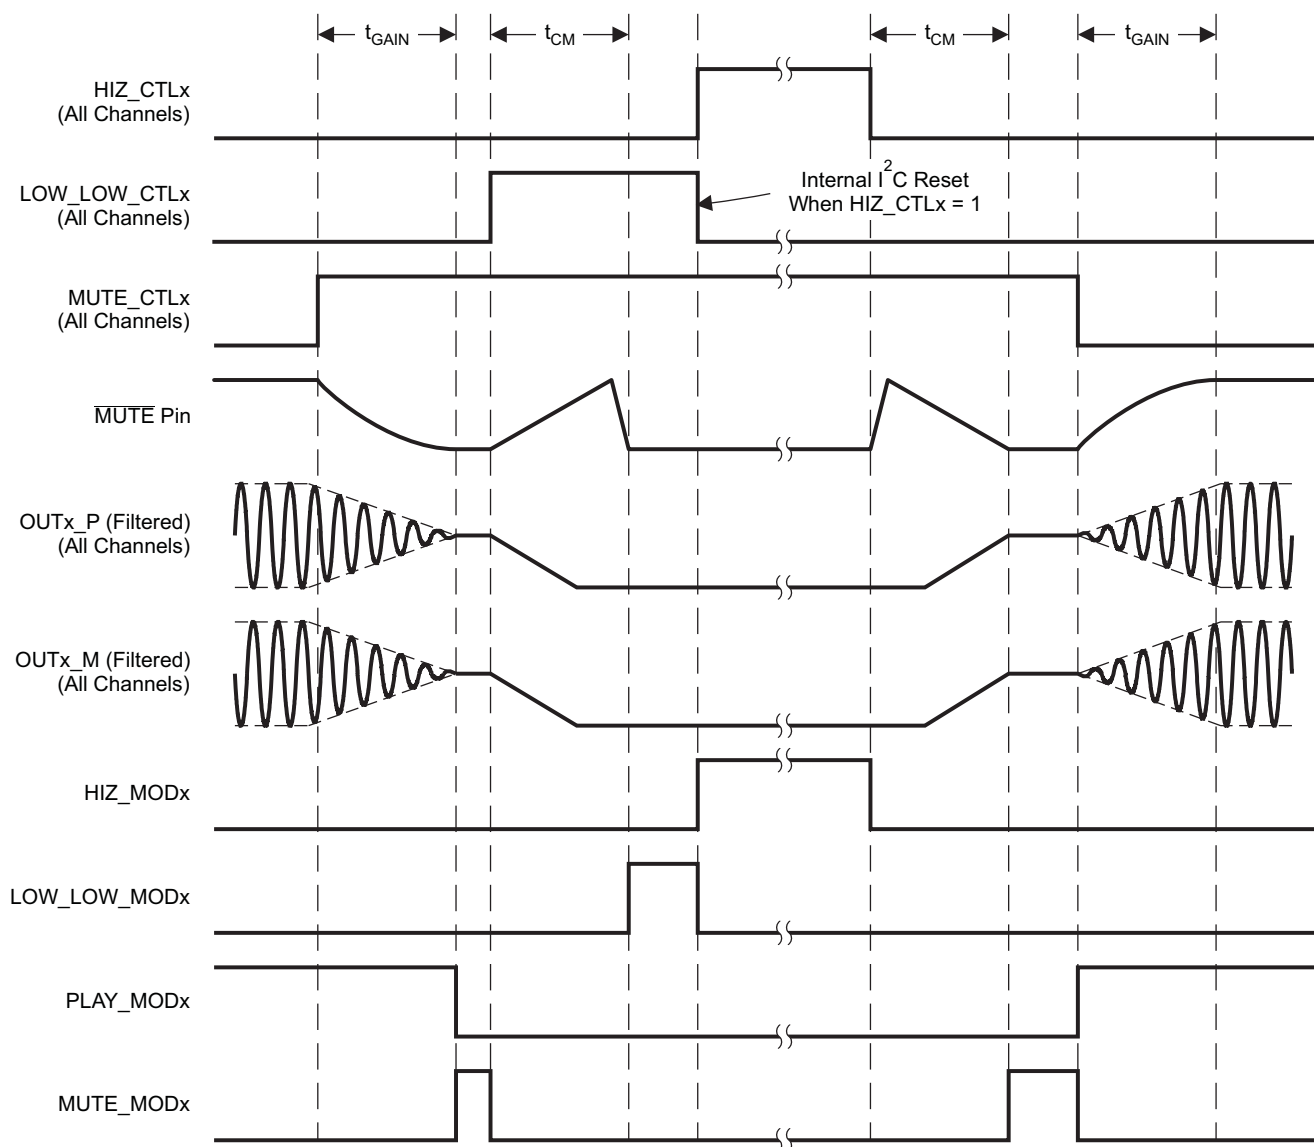 tGAIN tCM tCM tGAIN
HIZ_CTLx
(All Channels)
LOW_LOW_CTLx
(All Channels)
Internal I2C Reset
When HIZ_CTLx = 1
MUTE_CTLx
(All Channels)
MUTE Pin
OUTx_P (Filtered)
(All Channels)
OUTx_M (Filtered)
(All Channels)
HIZ_MODx
LOW_LOW_MODx
PLAY_MODx
MUTE_MODx